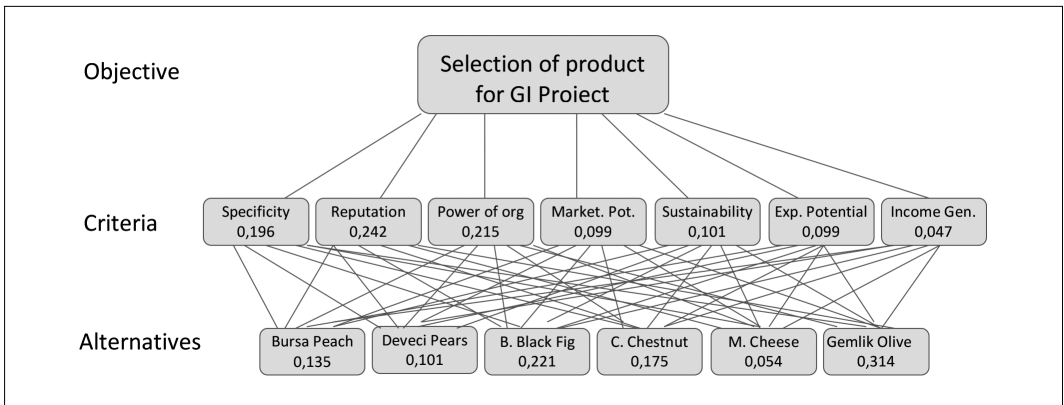 Objective
Selection of product
for GI Proiect
Criteria
Specificity
0,196
Reputation
0,242
Power of org
0,215
Market. Pot.
0,099
Sustainability
0,101
Exp. Potential
0,099
Income Gen.
0,047
Alternatives
Bursa Peach
0,135
Deveci Pears
0,101
B. Black Fig
0,221
C. Chestnut
0,175
M. Cheese
0,054
Gemlik Olive
0,314